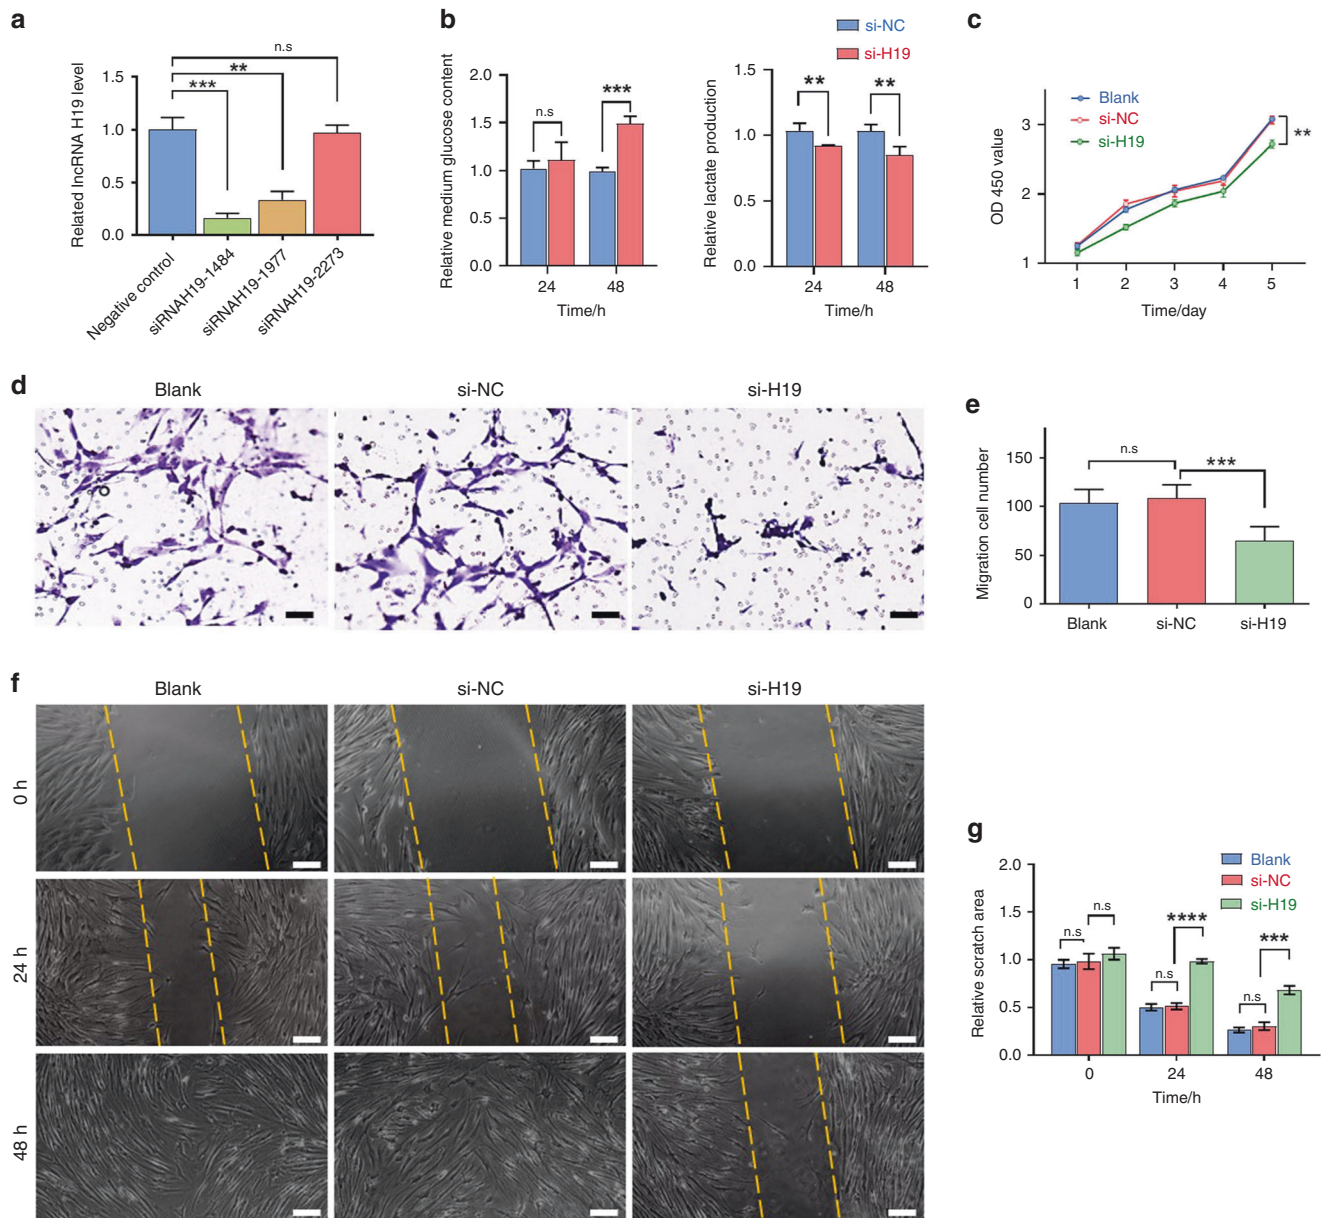 a
Related lncRNA H19 level
1.5
1.0
0.5
0.0
n.s
**
***
Negative control
siRNAH19-1484
siRNAH19-1977
siRNAH19-2273
b
si-NC
si-H19
Relative medium glucose content
2.0
1.5
1.0
0.5
0.0
n.s
***
24
48
Time/h
Relative lactate production
1.5
1.0
0.5
0.0
**
**
24
48
Time/h
c
OD 450 value
3
2
1
Blank
si-NC
si-H19
**
1
2
3
4
5
Time/day
d
Blank
si-NC
si-H19
e
Migration cell number
150
100
50
0
n.s
***
Blank
si-NC
si-H19
f
Blank
si-NC
si-H19
0 h
24 h
48 h
g
Blank
si-NC
si-H19
Relative scratch area
2.0
1.5
1.0
0.5
0.0
n.s
n.s
n.s
****
n.s
***
0
24
48
Time/h